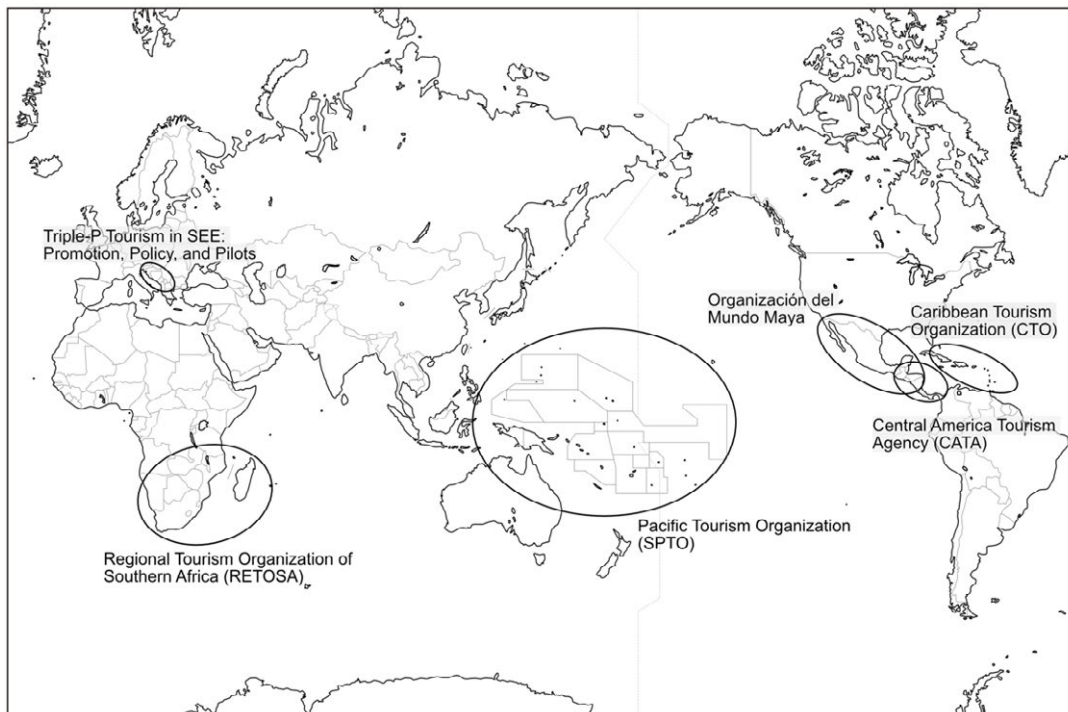 Triple-P Tourism in SEE:
Promotion, Policy, and Pilots
Organización del
Mundo Maya
Caribbean Tourism
Organization (CTO)
Central America Tourism
Agency (CATA)
Pacific Tourism Organization
(SPTO)
Regional Tourism Organization of
Southern Africa (RETOSA)